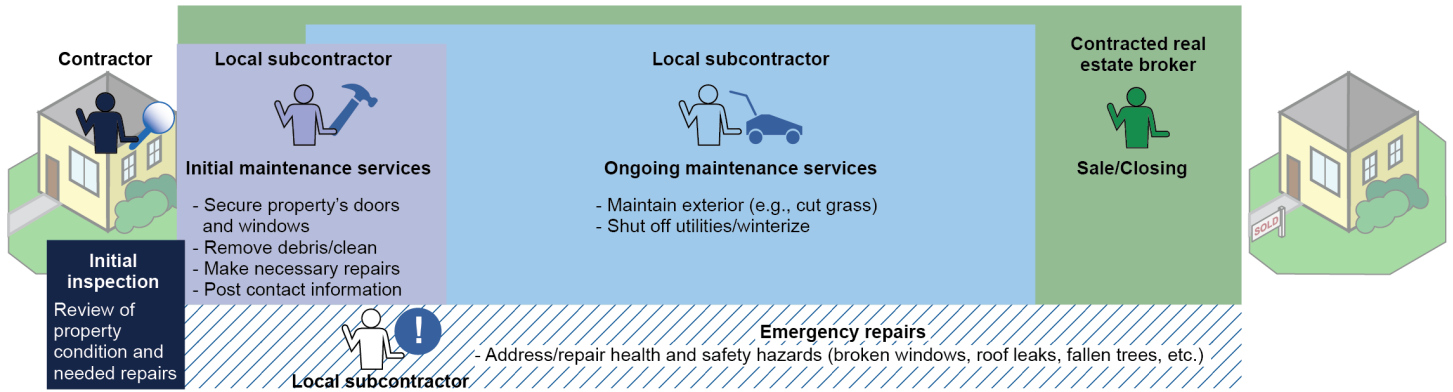 Contractor
Initial
inspection
Review of
property
condition and
needed repairs
Local subcontractor
Initial maintenance services
- Secure property's doors
and windows
- Remove debris/clean
- Make necessary repairs
- Post contact information
Local subcontractor
Ongoing maintenance services
- Maintain exterior (e.g., cut grass)
- Shut off utilities/winterize
Contracted real
estate broker
Sale/Closing
SOLD
!
Local subcontractor
Emergency repairs
- Address/repair health and safety hazards (broken windows, roof leaks, fallen trees, etc.)